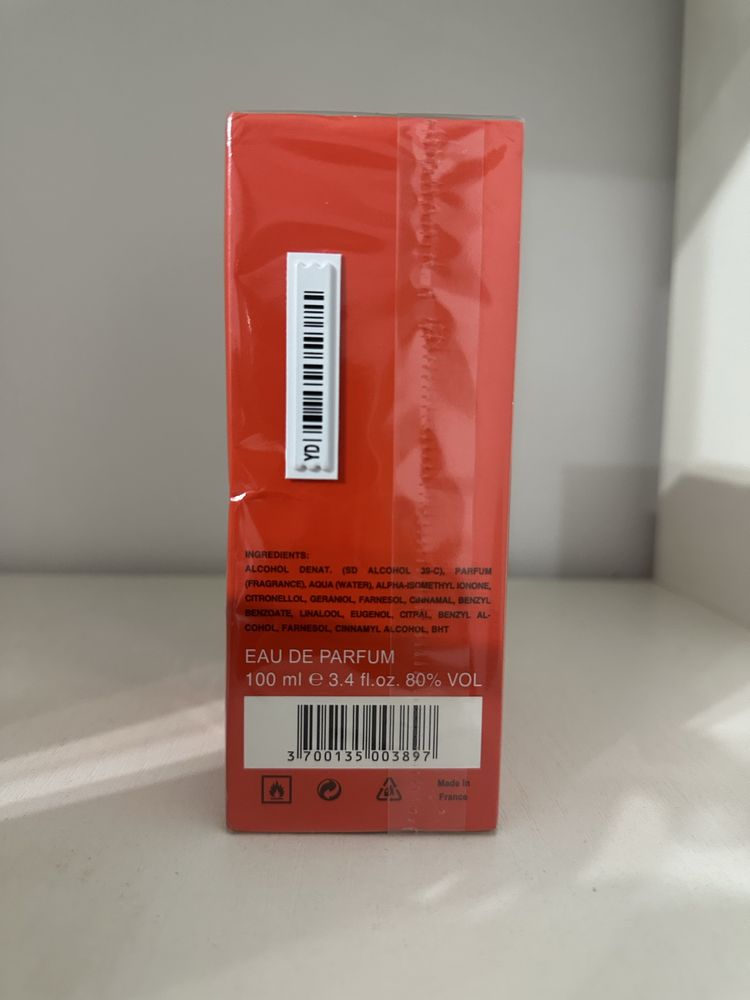 YD
INGREDIENTS:
ALCOHOL DENAT. (SD ALCOHOL 39-C), PARFUM
(FRAGRANCE), AQUA (WATER), ALPHA-ISOMETHYL IONONE,
CITRONELLOL, GERANIOL, FARNESOL, CINNAMAL, BENZYL
BENZOATE, LINALOOL, EUGENOL, CITRAL, BENZYL AL-
COHOL, FARNESOL, CINNAMYL ALCOHOL, BHT
EAU DE PARFUM
100 ml ℮ 3.4 fl.oz. 80% VOL
3 700135 003897
Made in
France